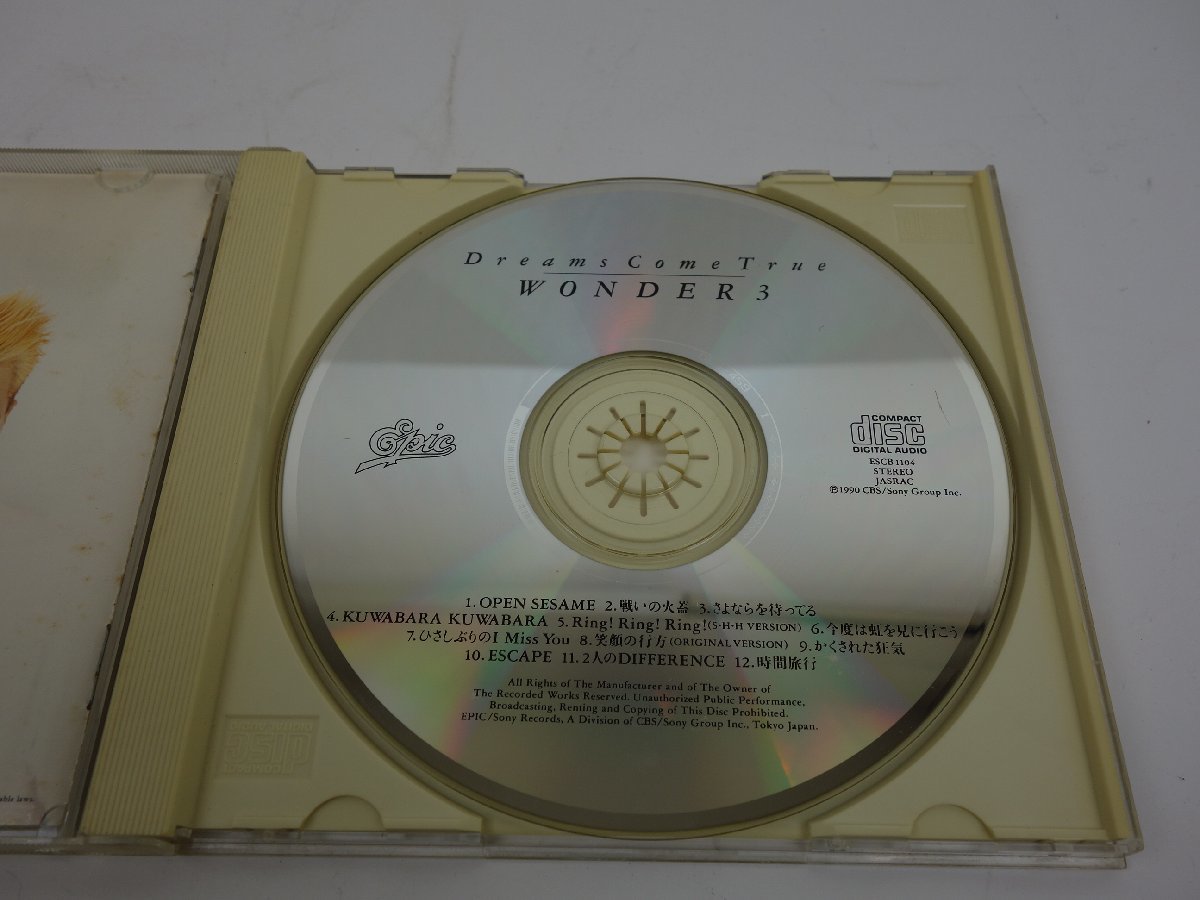 Dreams Come True
WONDER 3
Epic
COMPACT
disc
DIGITAL AUDIO
ESCB 1104
STEREO
JASRAC
℗1990 CBS/Sony Group Inc.
1. OPEN SESAME 2.戦いの火蓋 3. さよならを待ってる
4. KUWABARA KUWABARA 5. Ring! Ring! Ring! (S·H·H VERSION) 6. 今度は虹を見に行こう
7. ひさしぶりのI Miss You 8. 笑顔の行方 (ORIGINAL VERSION) 9. かくされた狂気
10. ESCAPE 11. 2人のDIFFERENCE 12. 時間旅行
All Rights of The Manufacturer and of The Owner of
The Recorded Works Reserved. Unauthorized Public Performance,
Broadcasting, Renting and Copying of This Disc Prohibited.
EPIC/Sony Records, A Division of CBS/Sony Group Inc., Tokyo Japan.
laws.